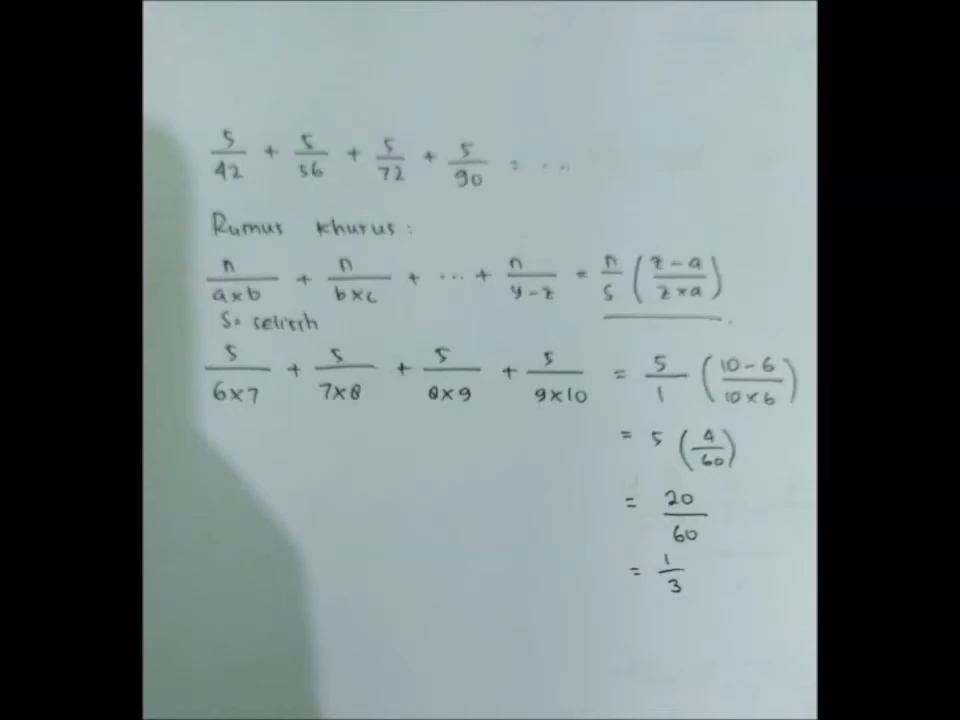 5/42 + 5/56 + 5/72 + 5/90 = ...
Rumus khusus :
n/(a×b) + n/(b×c) + ... + n/(y-z) = n/s ((z-a)/(z×a))
S = selisih
5/(6×7) + 5/(7×8) + 5/(8×9) + 5/(9×10) = 5/1 ((10-6)/(10×6))
= 5 (4/60)
= 20/60
= 1/3